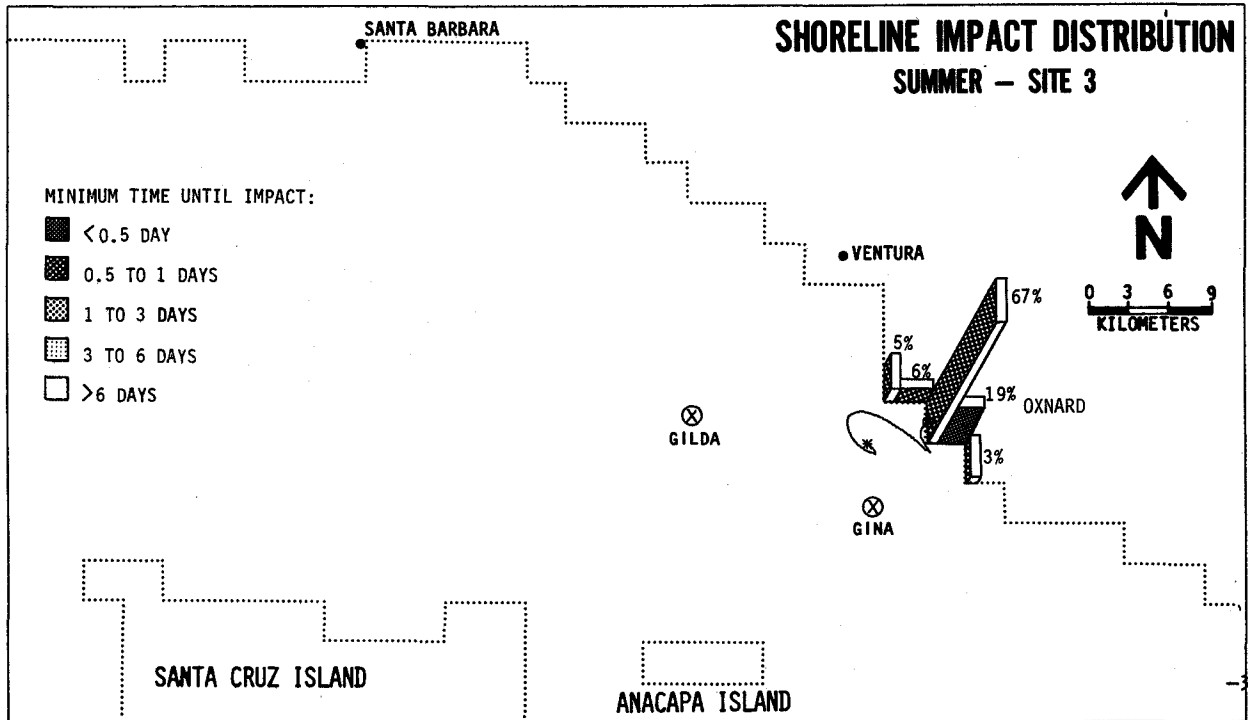 SHORELINE IMPACT DISTRIBUTION
SUMMER – SITE 3
SANTA BARBARA
MINIMUM TIME UNTIL IMPACT:
<0.5 DAY
0.5 TO 1 DAYS
1 TO 3 DAYS
3 TO 6 DAYS
>6 DAYS
N
0 3 6 9
KILOMETERS
VENTURA
67%
5%
6%
19%
OXNARD
3%
GILDA
GINA
SANTA CRUZ ISLAND
ANACAPA ISLAND